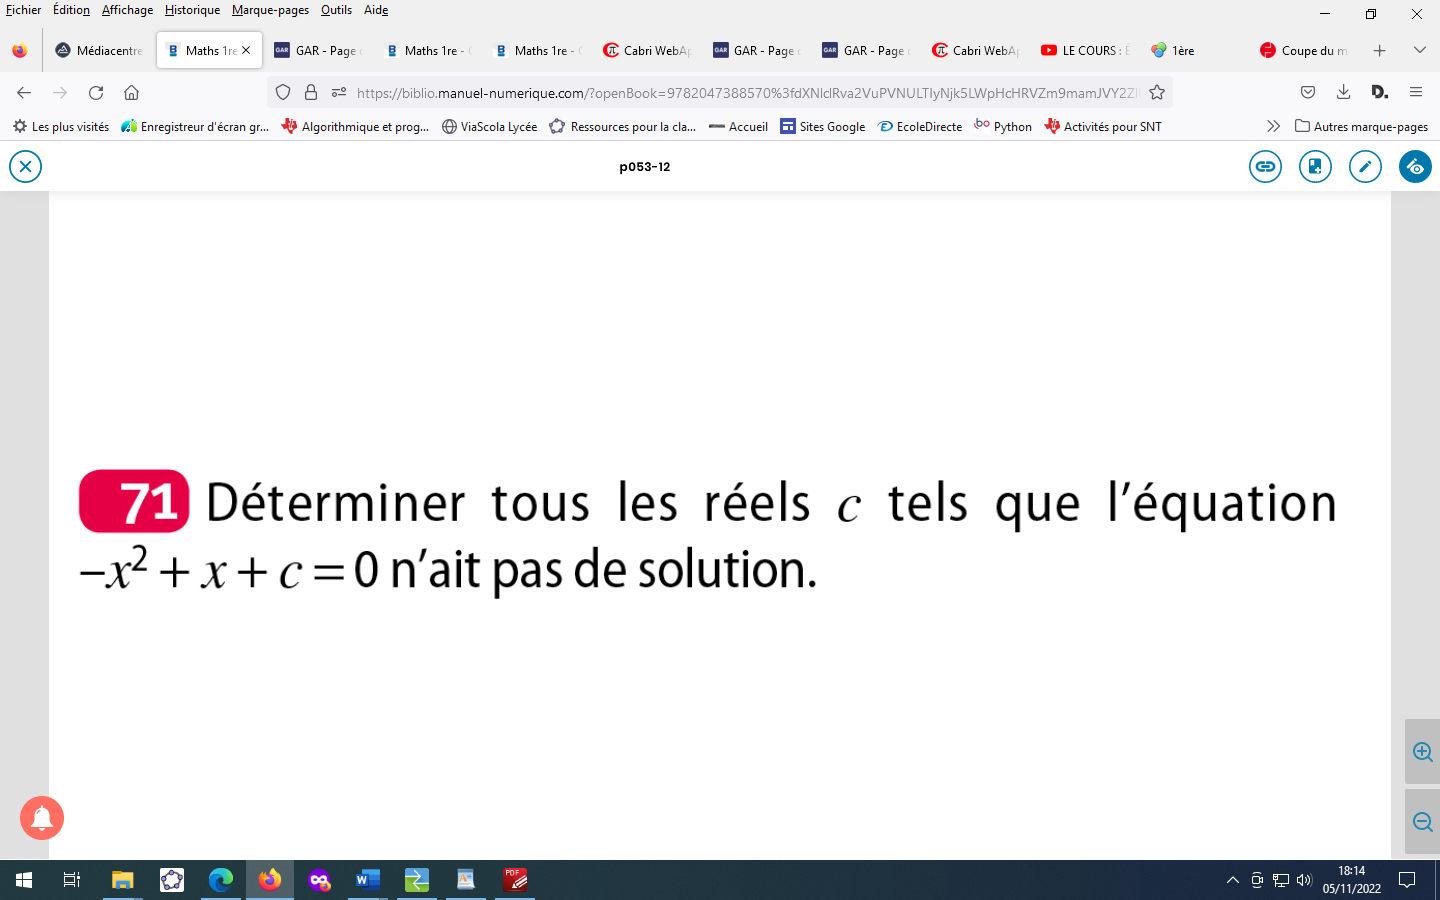 Fichier Édition Affichage Historique Marque-pages Outils Aide
Médiacentre Maths 1re GAR - Page Maths 1re - Maths 1re - Cabri WebAp GAR - Page GAR - Page Cabri WebAp LE COURS : 1ère Coupe du m
https://biblio.manuel-numerique.com/?openBook=9782047388570%3fdXNlclRva2VuPVNULTIyNjk5LWpHcHRVZm9mamJVY2Zl
Les plus visités Enregistreur d'écran gr... Algorithmique et prog... ViaScola Lycée Ressources pour la cla... Accueil Sites Google EcoleDirecte Python Activités pour SNT Autres marque-pages
p053-12
71 Déterminer tous les réels c tels que l'équation
–x² + x + c = 0 n'ait pas de solution.
18:14
05/11/2022